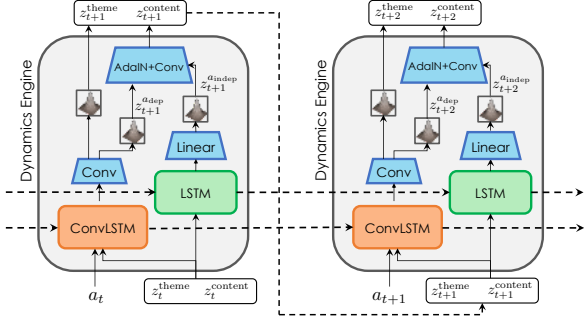 z_{t+1}^{theme} z_{t+1}^{content}
Dynamics Engine
AdaIN+Conv
z_{t+1}^{a_{dep}}
z_{t+1}^{a_{indep}}
Conv
Linear
LSTM
ConvLSTM
a_t
z_t^{theme} z_t^{content}
z_{t+2}^{theme} z_{t+2}^{content}
Dynamics Engine
AdaIN+Conv
z_{t+2}^{a_{dep}}
z_{t+2}^{a_{indep}}
Conv
Linear
LSTM
ConvLSTM
a_{t+1}
z_{t+1}^{theme} z_{t+1}^{content}